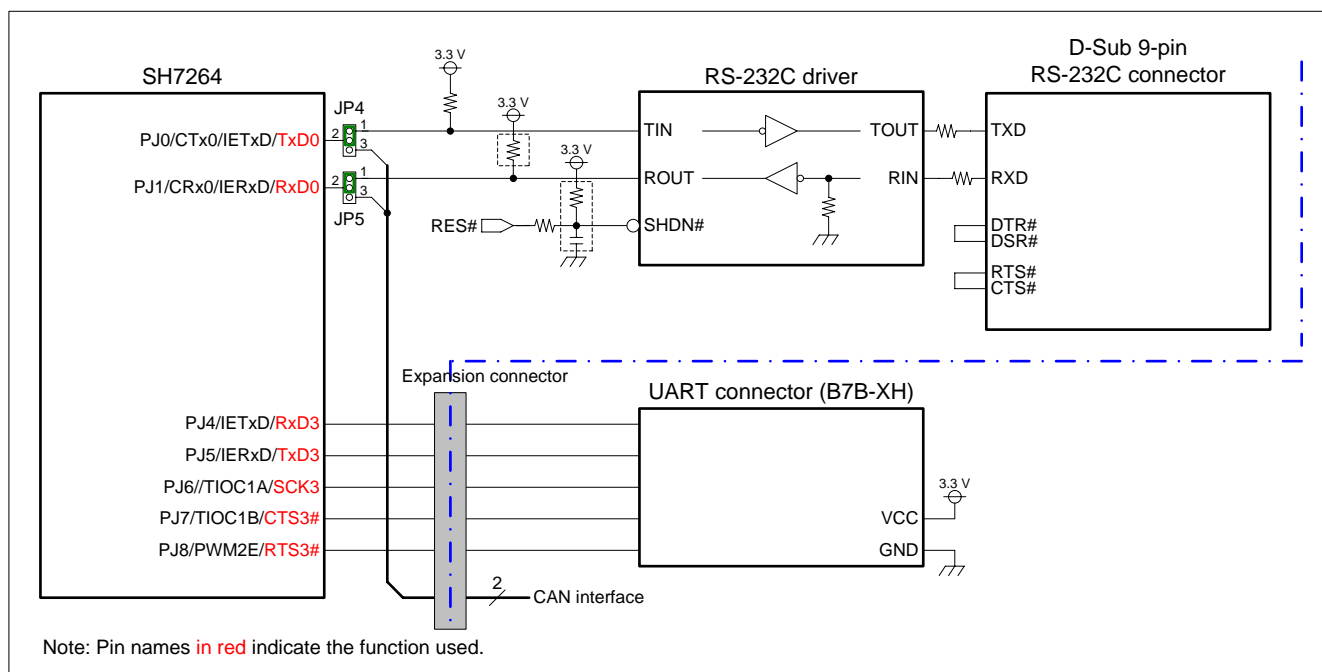 SH7264
PJ0/CTx0/IETxD/TxD0
PJ1/CRx0/IERxD/RxD0
JP4
1
2
3
1
2
3
JP5
3.3 V
3.3 V
3.3 V
RES#
RS-232C driver
TIN
TOUT
ROUT
RIN
SHDN#
D-Sub 9-pin
RS-232C connector
TXD
RXD
DTR#
DSR#
RTS#
CTS#
Expansion connector
UART connector (B7B-XH)
PJ4/IETxD/RxD3
PJ5/IERxD/TxD3
PJ6//TIOC1A/SCK3
PJ7/TIOC1B/CTS3#
PJ8/PWM2E/RTS3#
3.3 V
VCC
GND
2
CAN interface
Note: Pin names in red indicate the function used.